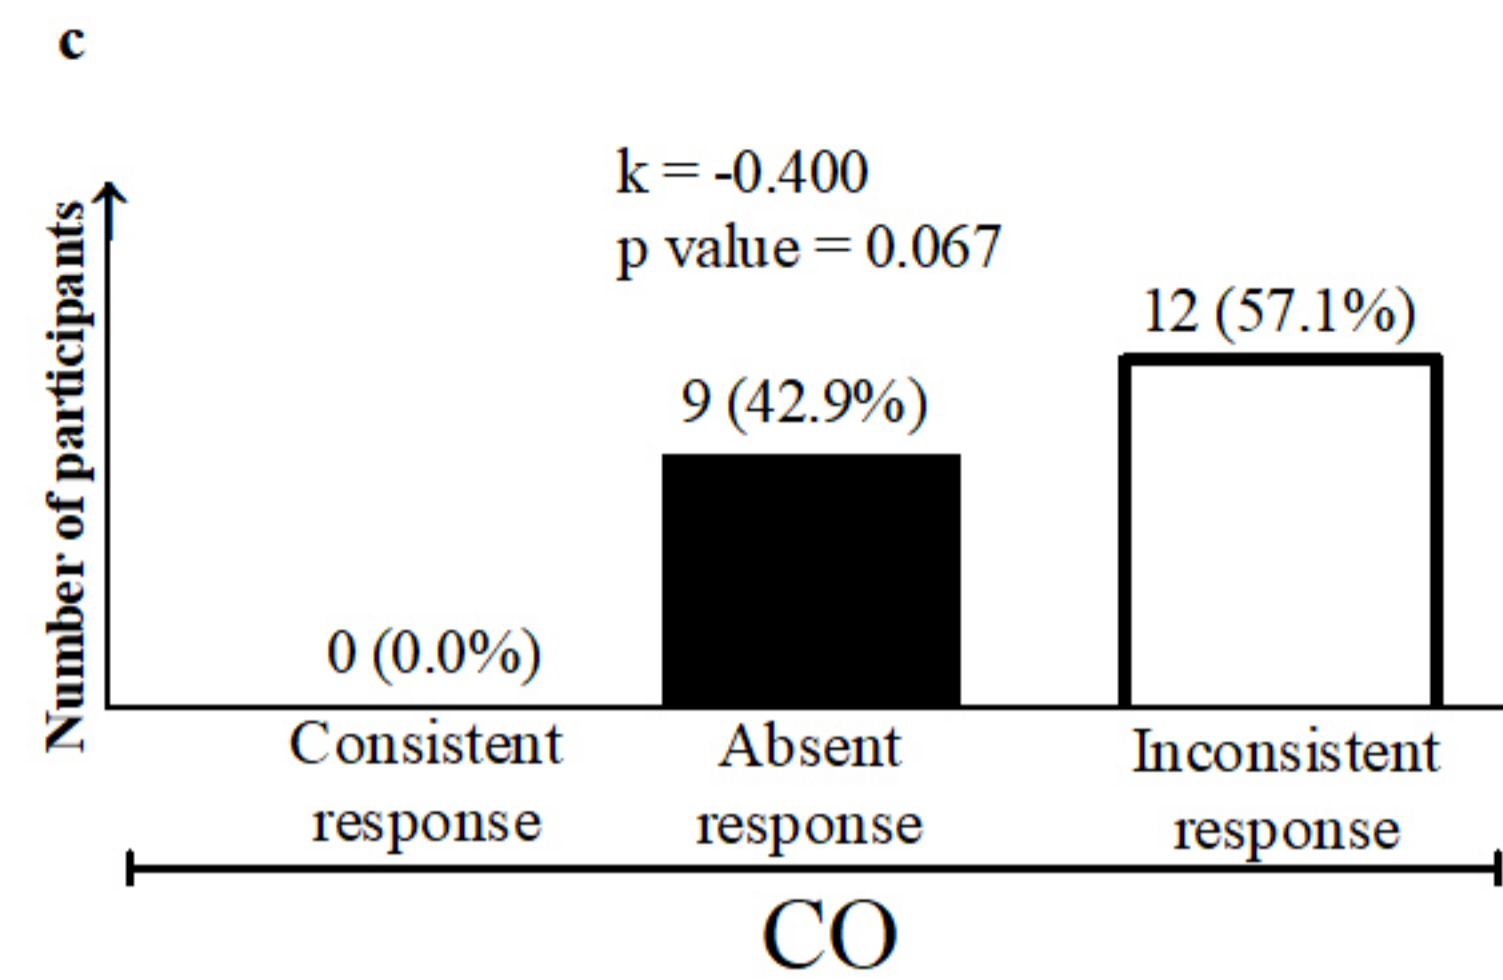 c
k = -0.400
p value = 0.067
12 (57.1%)
9 (42.9%)
0 (0.0%)
Number of participants
Consistent
response
Absent
response
Inconsistent
response
CO